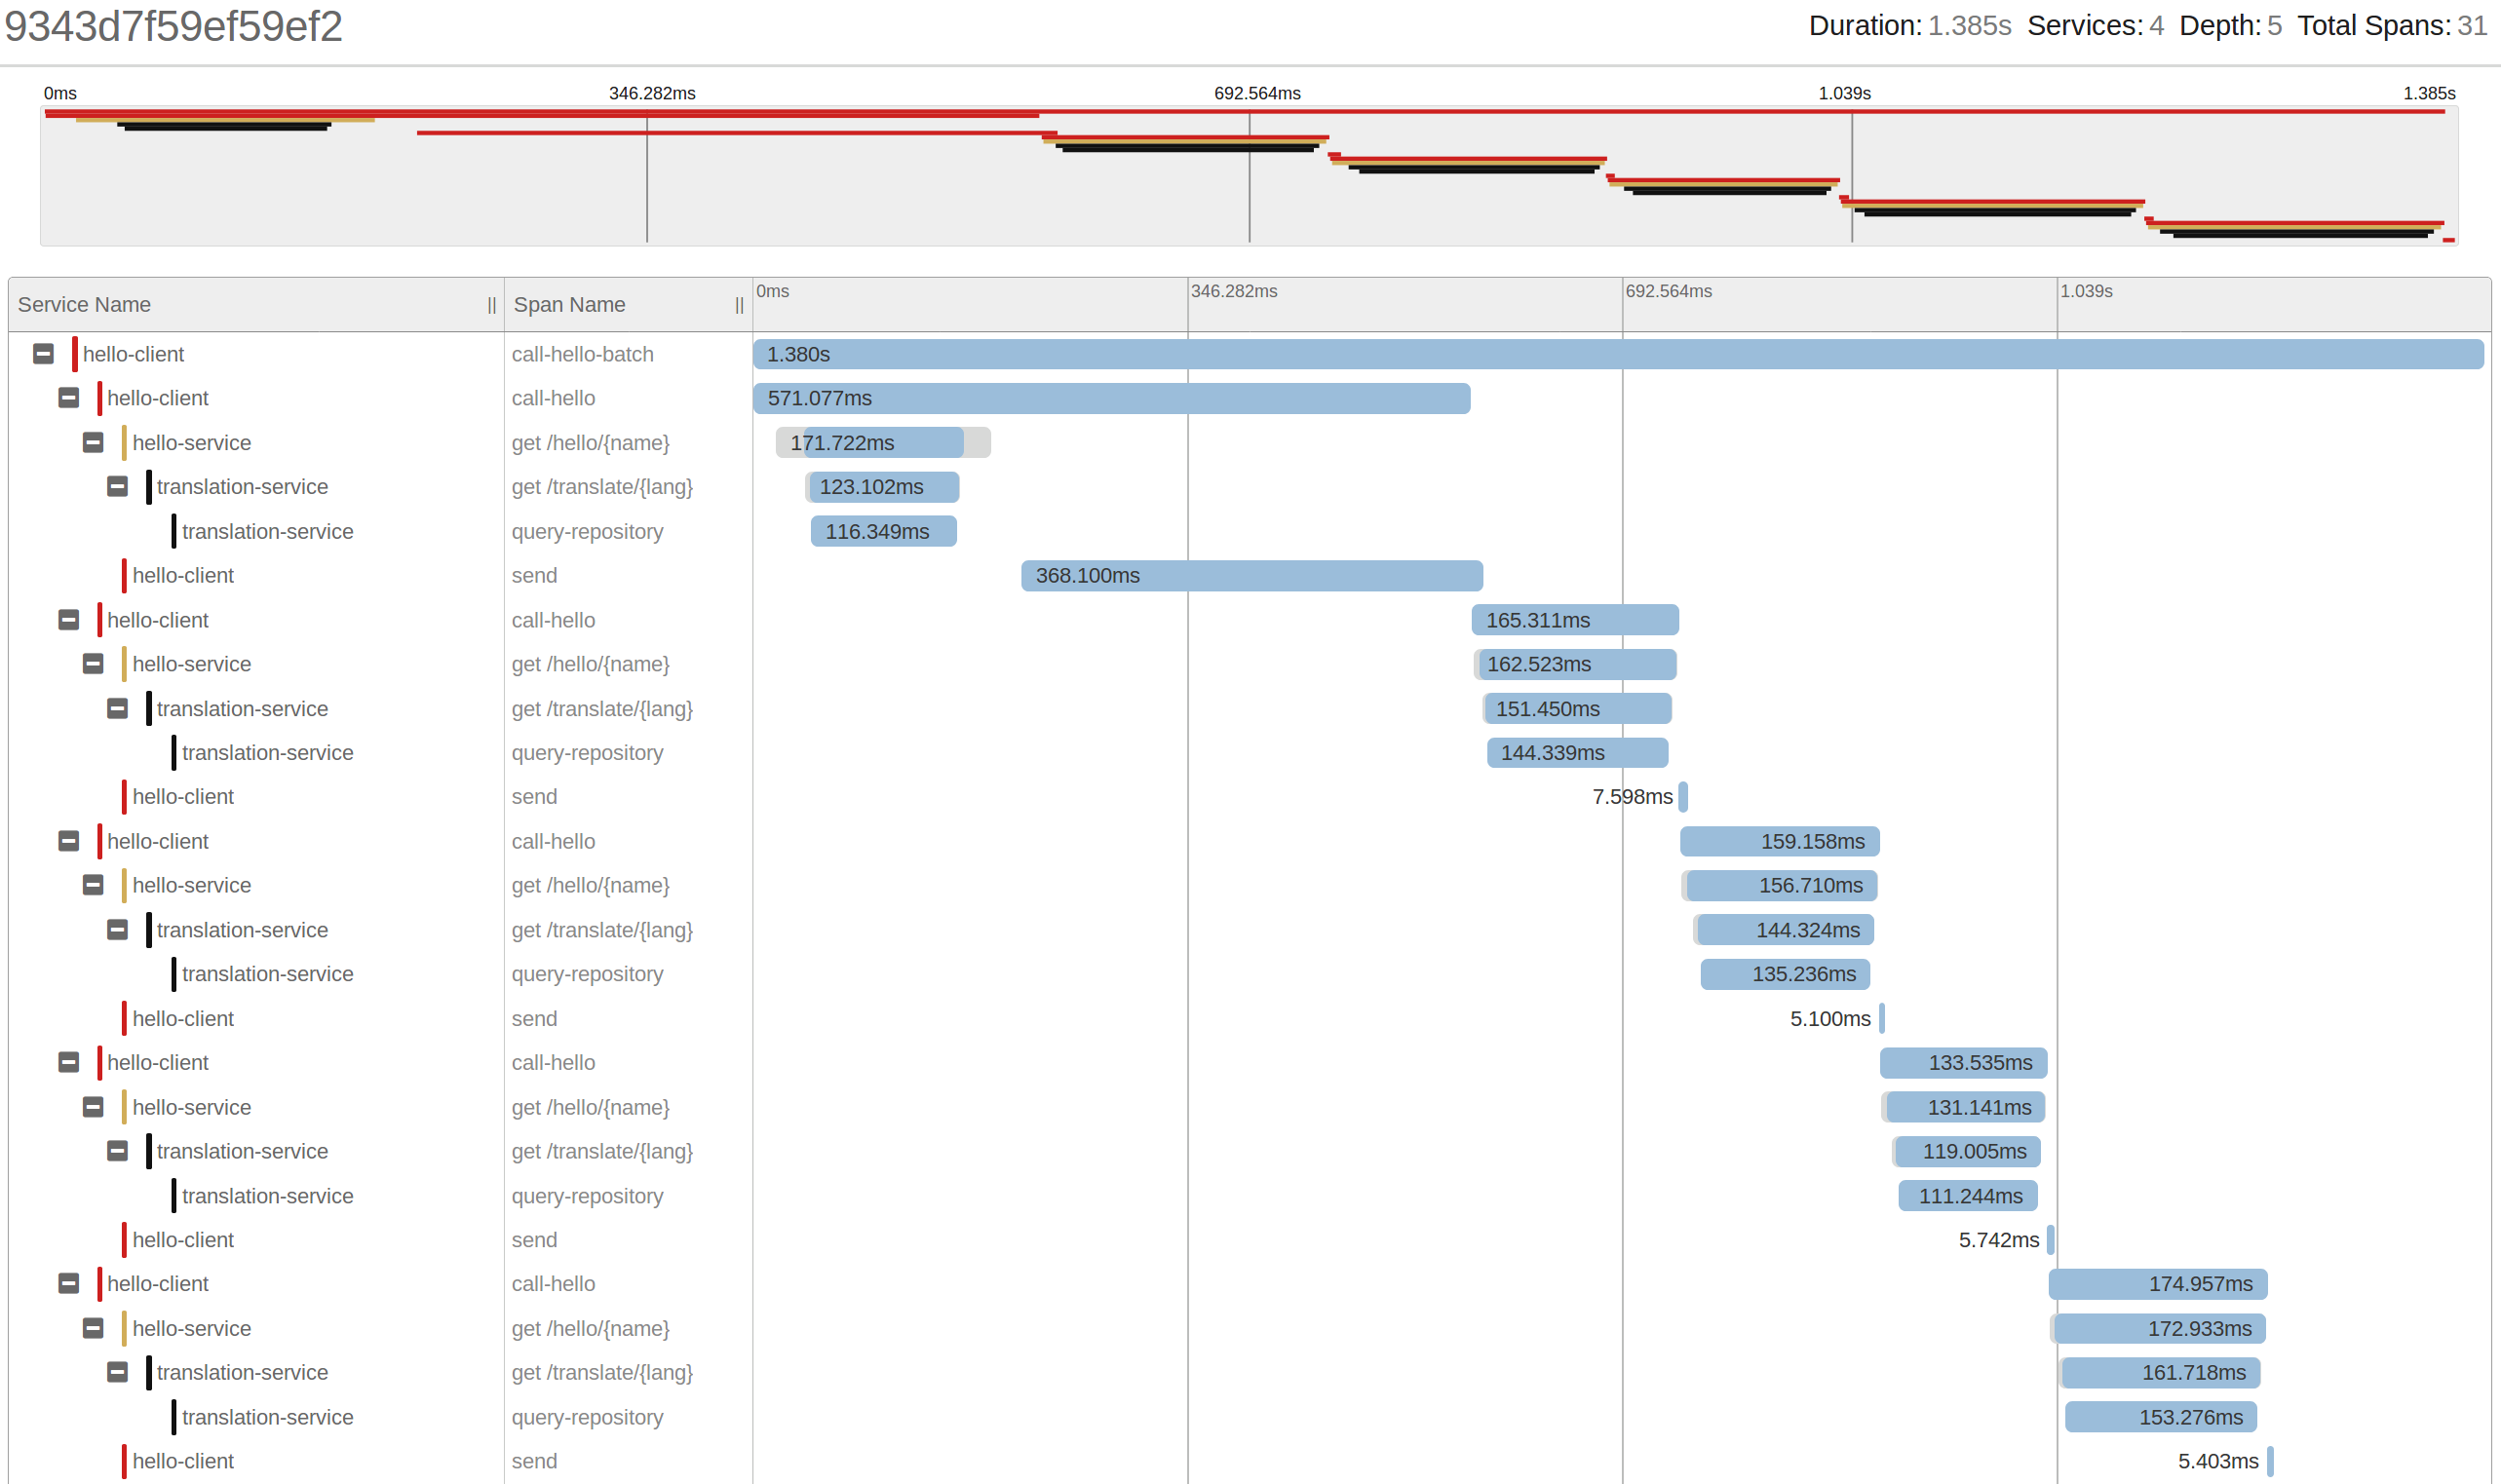 9343d7f59ef59ef2 Duration: 1.385s Services: 4 Depth: 5 Total Spans: 31
0ms 346.282ms 692.564ms 1.039s 1.385s
Service Name || Span Name || 0ms 346.282ms 692.564ms 1.039s
hello-client call-hello-batch 1.380s
hello-client call-hello 571.077ms
hello-service get /hello/{name} 171.722ms
translation-service get /translate/{lang} 123.102ms
translation-service query-repository 116.349ms
hello-client send 368.100ms
hello-client call-hello 165.311ms
hello-service get /hello/{name} 162.523ms
translation-service get /translate/{lang} 151.450ms
translation-service query-repository 144.339ms
hello-client send 7.598ms
hello-client call-hello 159.158ms
hello-service get /hello/{name} 156.710ms
translation-service get /translate/{lang} 144.324ms
translation-service query-repository 135.236ms
hello-client send 5.100ms
hello-client call-hello 133.535ms
hello-service get /hello/{name} 131.141ms
translation-service get /translate/{lang} 119.005ms
translation-service query-repository 111.244ms
hello-client send 5.742ms
hello-client call-hello 174.957ms
hello-service get /hello/{name} 172.933ms
translation-service get /translate/{lang} 161.718ms
translation-service query-repository 153.276ms
hello-client send 5.403ms